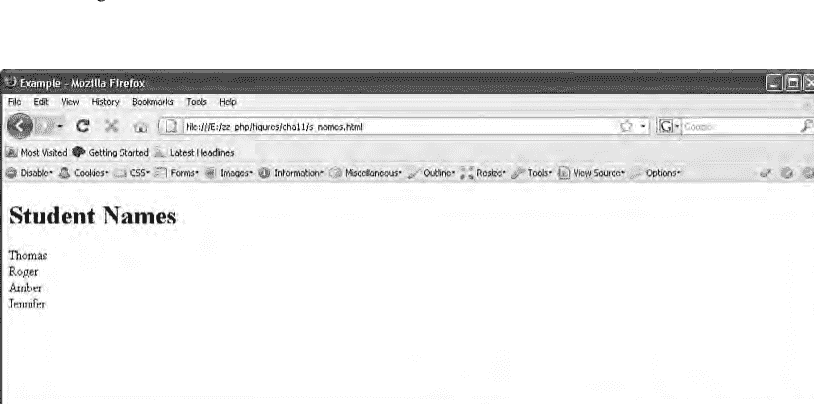 Example - Mozilla Firefox
File Edit View History Bookmarks Tools Help
file:///E:/zz_php/figures/cha11/s_names.html
G Google
Most Visited Getting Started Latest Headlines
Disable Cookies CSS Forms Images Information Miscellaneous Outline Resize Tools View Source Options
Student Names
Thomas
Roger
Amber
Jennifer